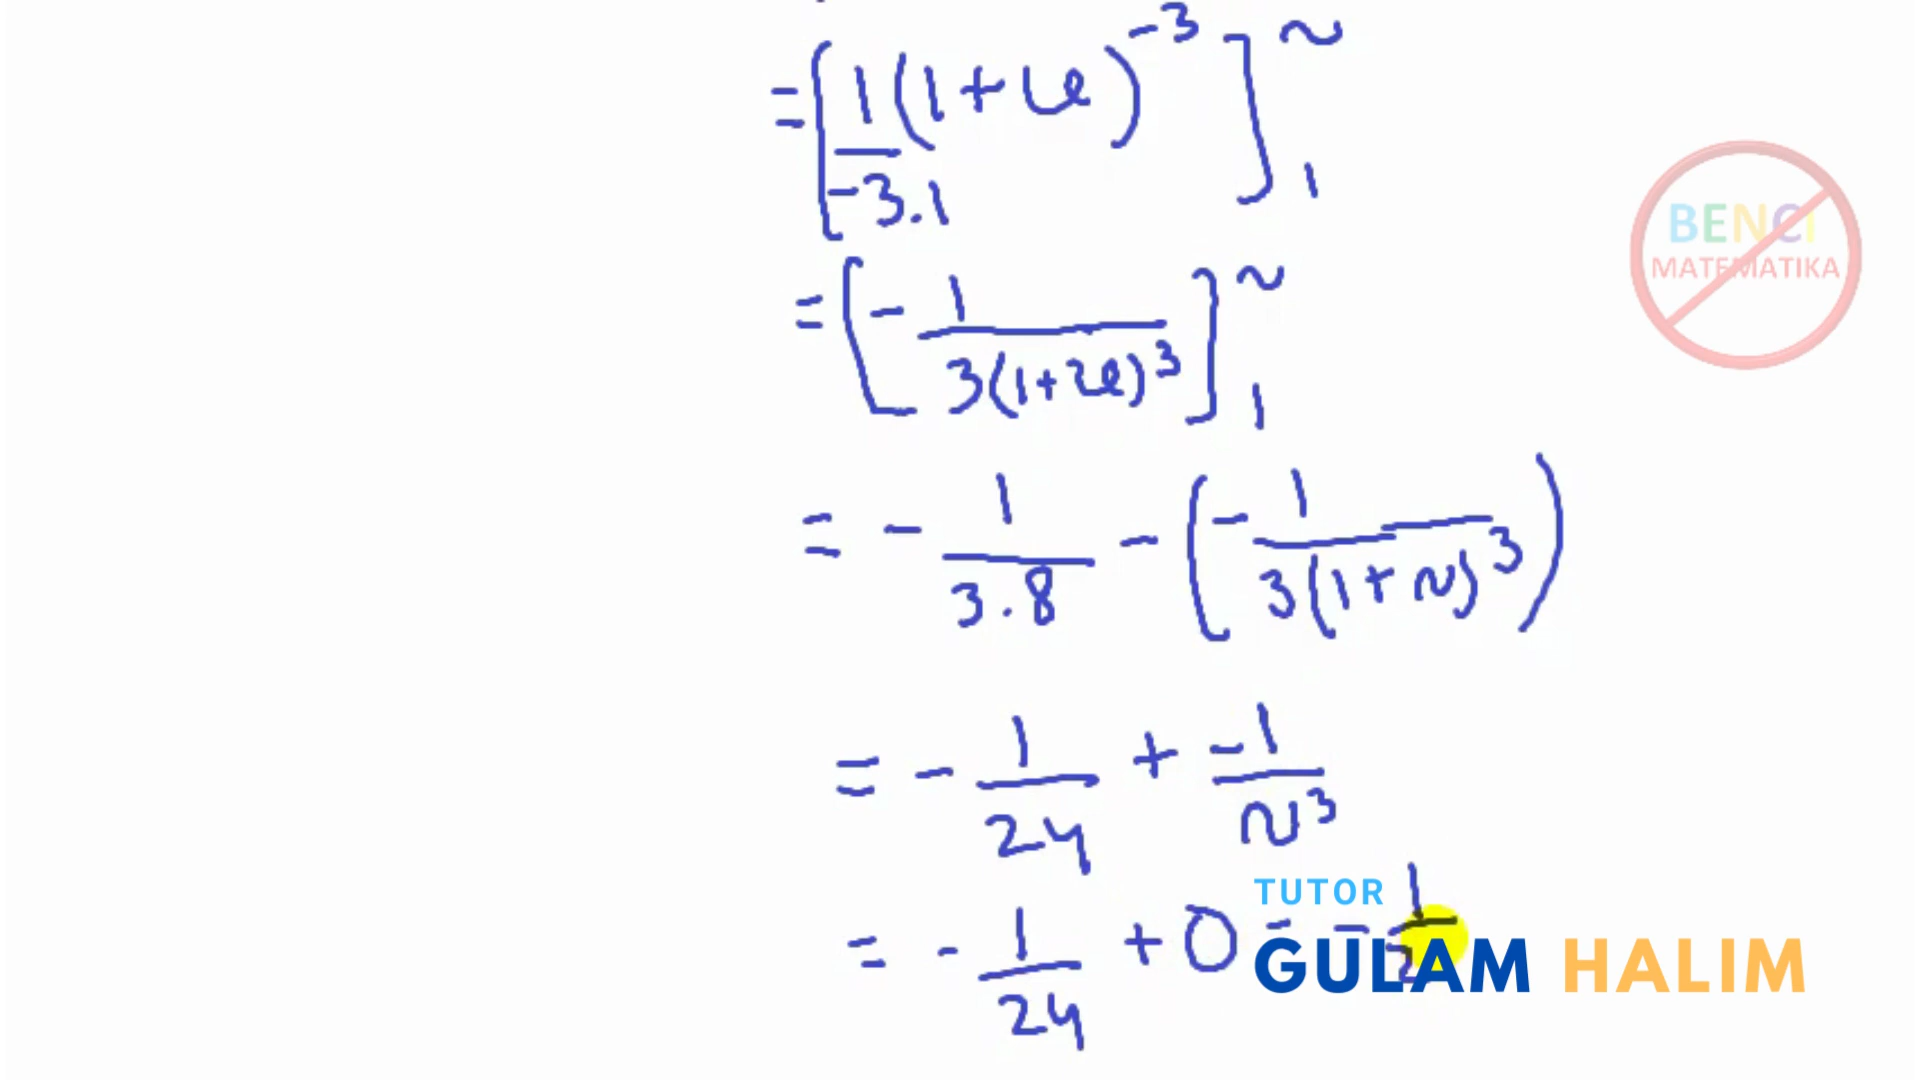 = [ 1/-3.1 (1+u)^-3 ]_1^~
= [ - 1/3(1+u)^3 ]_1^~
= - 1/3.8 - ( - 1/3(1+~)^3 )
= - 1/24 + -1/~^3
= - 1/24 + 0 = - 1/
BENCI
MATEMATIKA
TUTOR
GULAM HALIM